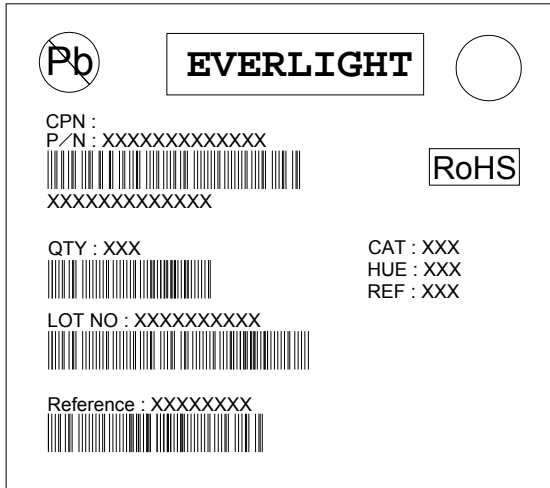 Pb
EVERLIGHT
CPN :
P/N : XXXXXXXXXXXXX
RoHS
XXXXXXXXXXXXX
QTY : XXX
CAT : XXX
HUE : XXX
REF : XXX
LOT NO : XXXXXXXXXX
Reference : XXXXXXXX